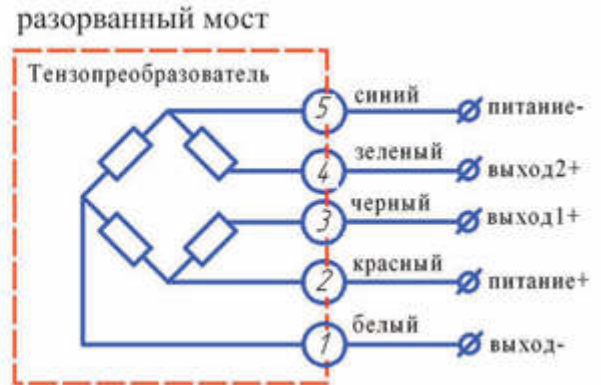 разорванный мост
Тензопреобразователь
5 синий питание-
4 зеленый выход2+
3 черный выход1+
2 красный питание+
1 белый выход-